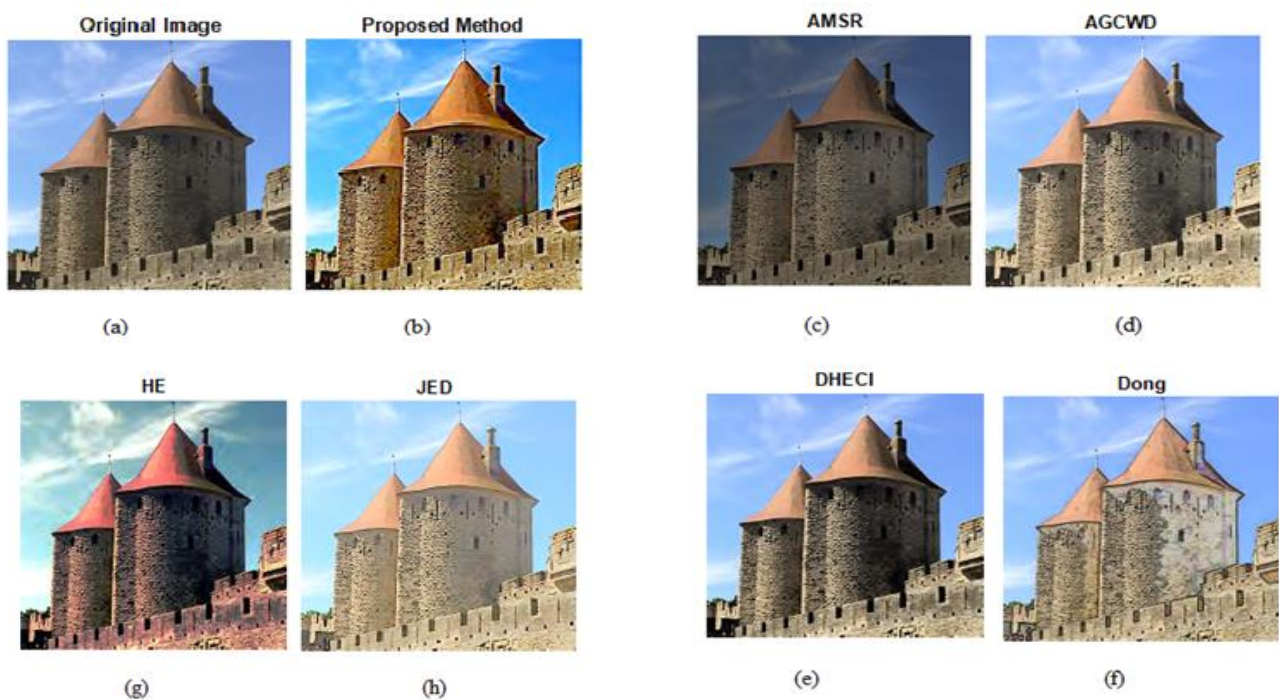 Original Image Proposed Method AMSR AGCWD
(a) (b) (c) (d)
HE JED DHECI Dong
(g) (h) (e) (f)